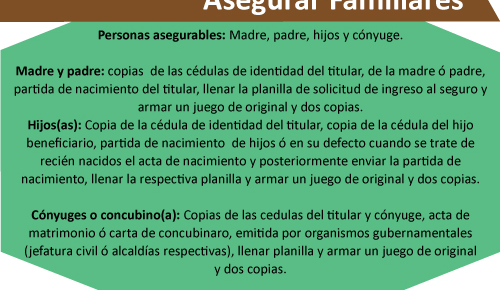 Asegurar Familiares
Personas asegurables: Madre, padre, hijos y cónyuge.
Madre y padre: copias de las cédulas de identidad del titular, de la madre ó padre,
partida de nacimiento del titular, llenar la planilla de solicitud de ingreso al seguro y
armar un juego de original y dos copias.
Hijos(as): Copia de la cédula de identidad del titular, copia de la cédula del hijo
beneficiario, partida de nacimiento de hijos ó en su defecto cuando se trate de
recién nacidos el acta de nacimiento y posteriormente enviar la partida de
nacimiento, llenar la respectiva planilla y armar un juego de original y dos copias.
Cónyuges o concubino(a): Copias de las cedulas del titular y cónyuge, acta de
matrimonio ó carta de concubinaro, emitida por organismos gubernamentales
(jefatura civil ó alcaldías respectivas), llenar planilla y armar un juego de original
y dos copias.